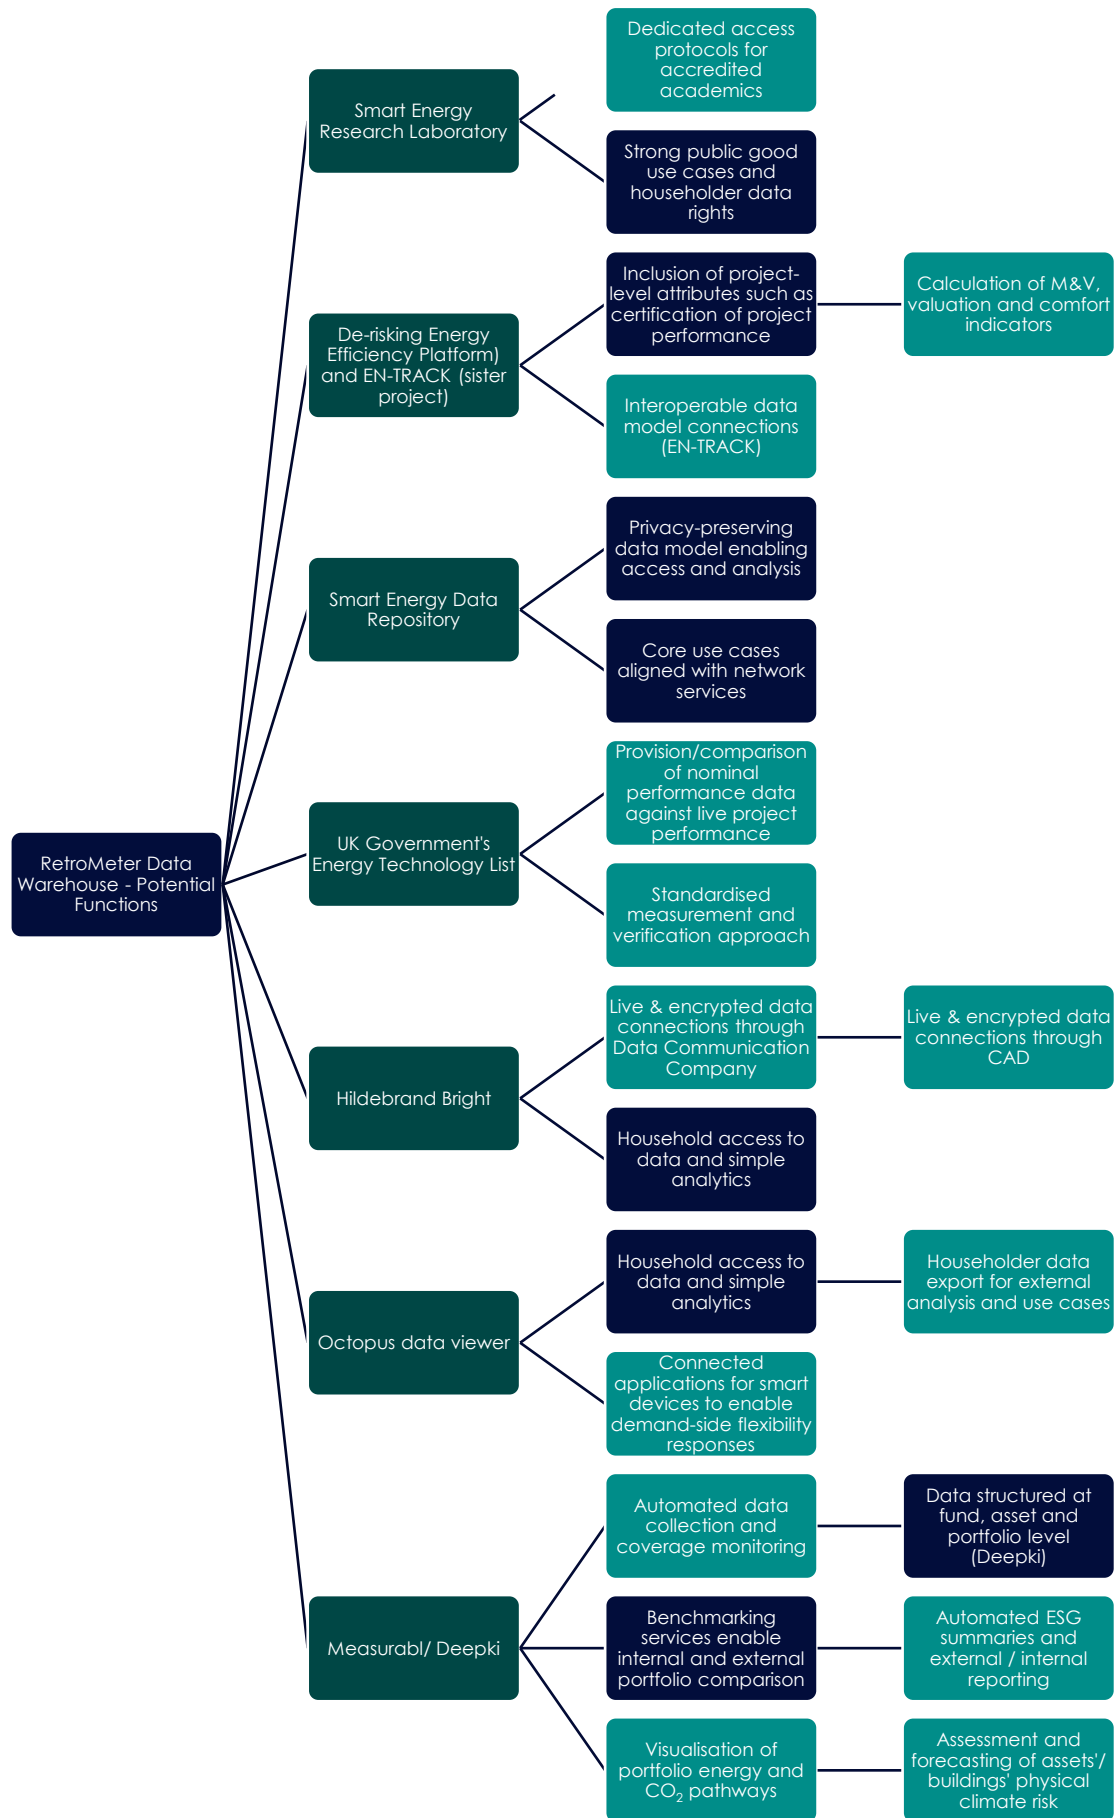 RetroMeter Data
Warehouse - Potential
Functions
Smart Energy
Research Laboratory
Dedicated access
protocols for
accredited
academics
Strong public good
use cases and
householder data
rights
De-risking Energy
Efficiency Platform)
and EN-TRACK (sister
project)
Inclusion of project-
level attributes such as
certification of project
performance
Calculation of M&V,
valuation and comfort
indicators
Interoperable data
model connections
(EN-TRACK)
Smart Energy Data
Repository
Privacy-preserving
data model enabling
access and analysis
Core use cases
aligned with network
services
UK Government's
Energy Technology List
Provision/comparison
of nominal
performance data
against live project
performance
Standardised
measurement and
verification approach
Hildebrand Bright
Live & encrypted data
connections through
Data Communication
Company
Live & encrypted data
connections through
CAD
Household access to
data and simple
analytics
Octopus data viewer
Household access to
data and simple
analytics
Householder data
export for external
analysis and use cases
Connected
applications for smart
devices to enable
demand-side flexibility
responses
Measurabl/ Deepki
Automated data
collection and
coverage monitoring
Data structured at
fund, asset and
portfolio level
(Deepki)
Benchmarking
services enable
internal and external
portfolio comparison
Automated ESG
summaries and
external / internal
reporting
Visualisation of
portfolio energy and
CO₂ pathways
Assessment and
forecasting of assets'/
buildings' physical
climate risk